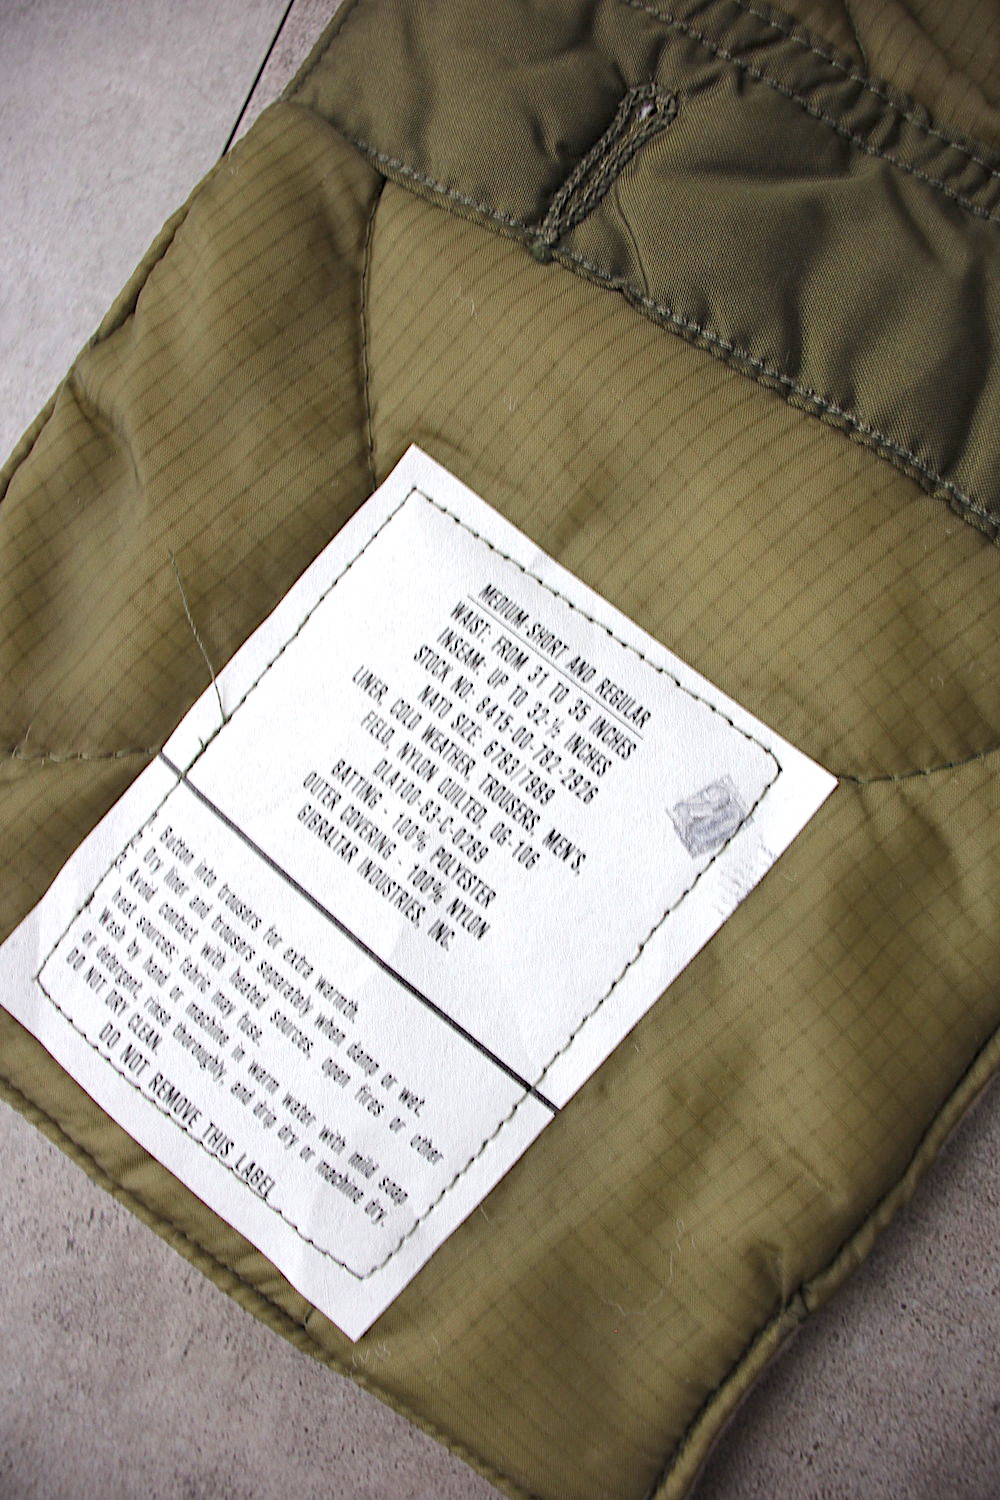 MEDIUM-SHORT AND REGULAR
WAIST: FROM 31 TO 35 INCHES
INSEAM: UP TO 32-½ INCHES
STOCK NO: 8415-00-782-2926
NATO SIZE: 6783/7989
LINER, COLD WEATHER, TROUSERS, MEN'S,
FIELD, NYLON QUILTED, OG-106
DLA100-83-C-0289
BATTING - 100% POLYESTER
OUTER COVERING - 100% NYLON
GIBRALTAR INDUSTRIES, INC.
Button into trousers for extra warmth.
Dry liner and trousers separately when damp or wet.
Avoid contact with heated sources, open fires or other
heat sources; fabric may fuse.
Wash by hand or machine in warm water with mild soap
or detergent, rinse thoroughly, and drip dry or machine dry.
DO NOT DRY CLEAN.
DO NOT REMOVE THIS LABEL